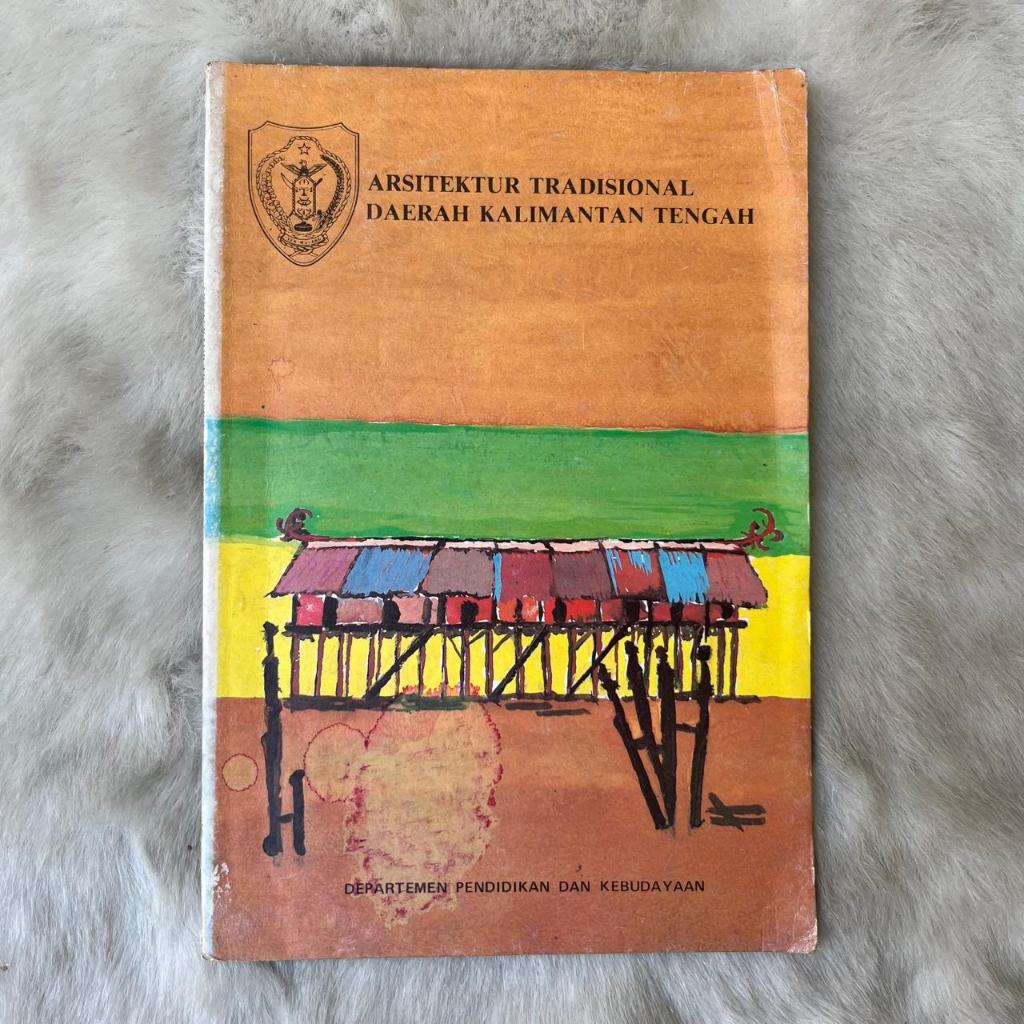 ARSITEKTUR TRADISIONAL
DAERAH KALIMANTAN TENGAH
DEPARTEMEN PENDIDIKAN DAN KEBUDAYAAN